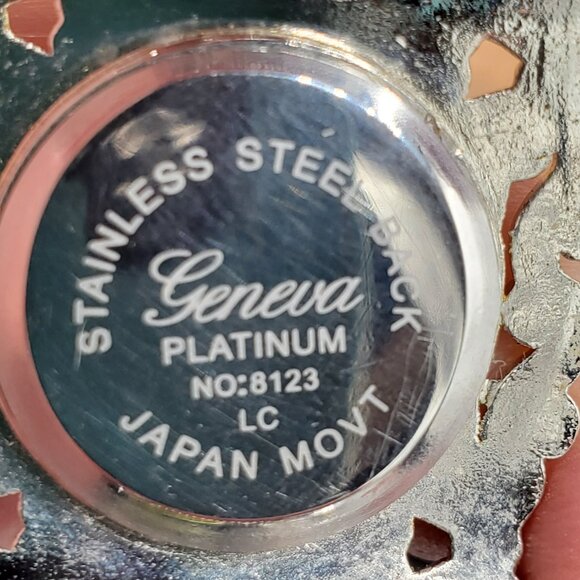 STAINLESS STEEL BACK
Geneva
PLATINUM
NO:8123
LC
JAPAN MOVT